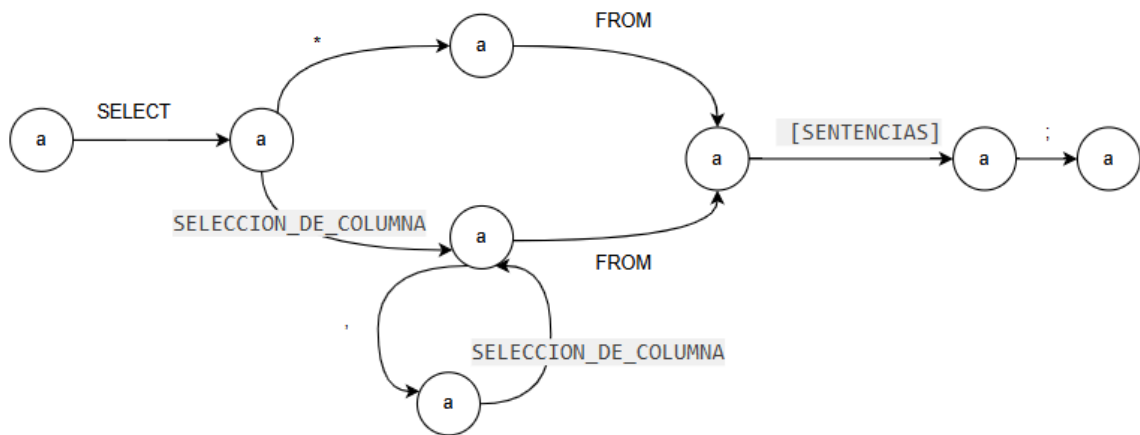 FROM
*
a
SELECT
a
a
a
[SENTENCIAS]
a
;
a
SELECCION_DE_COLUMNA
a
FROM
,
SELECCION_DE_COLUMNA
a